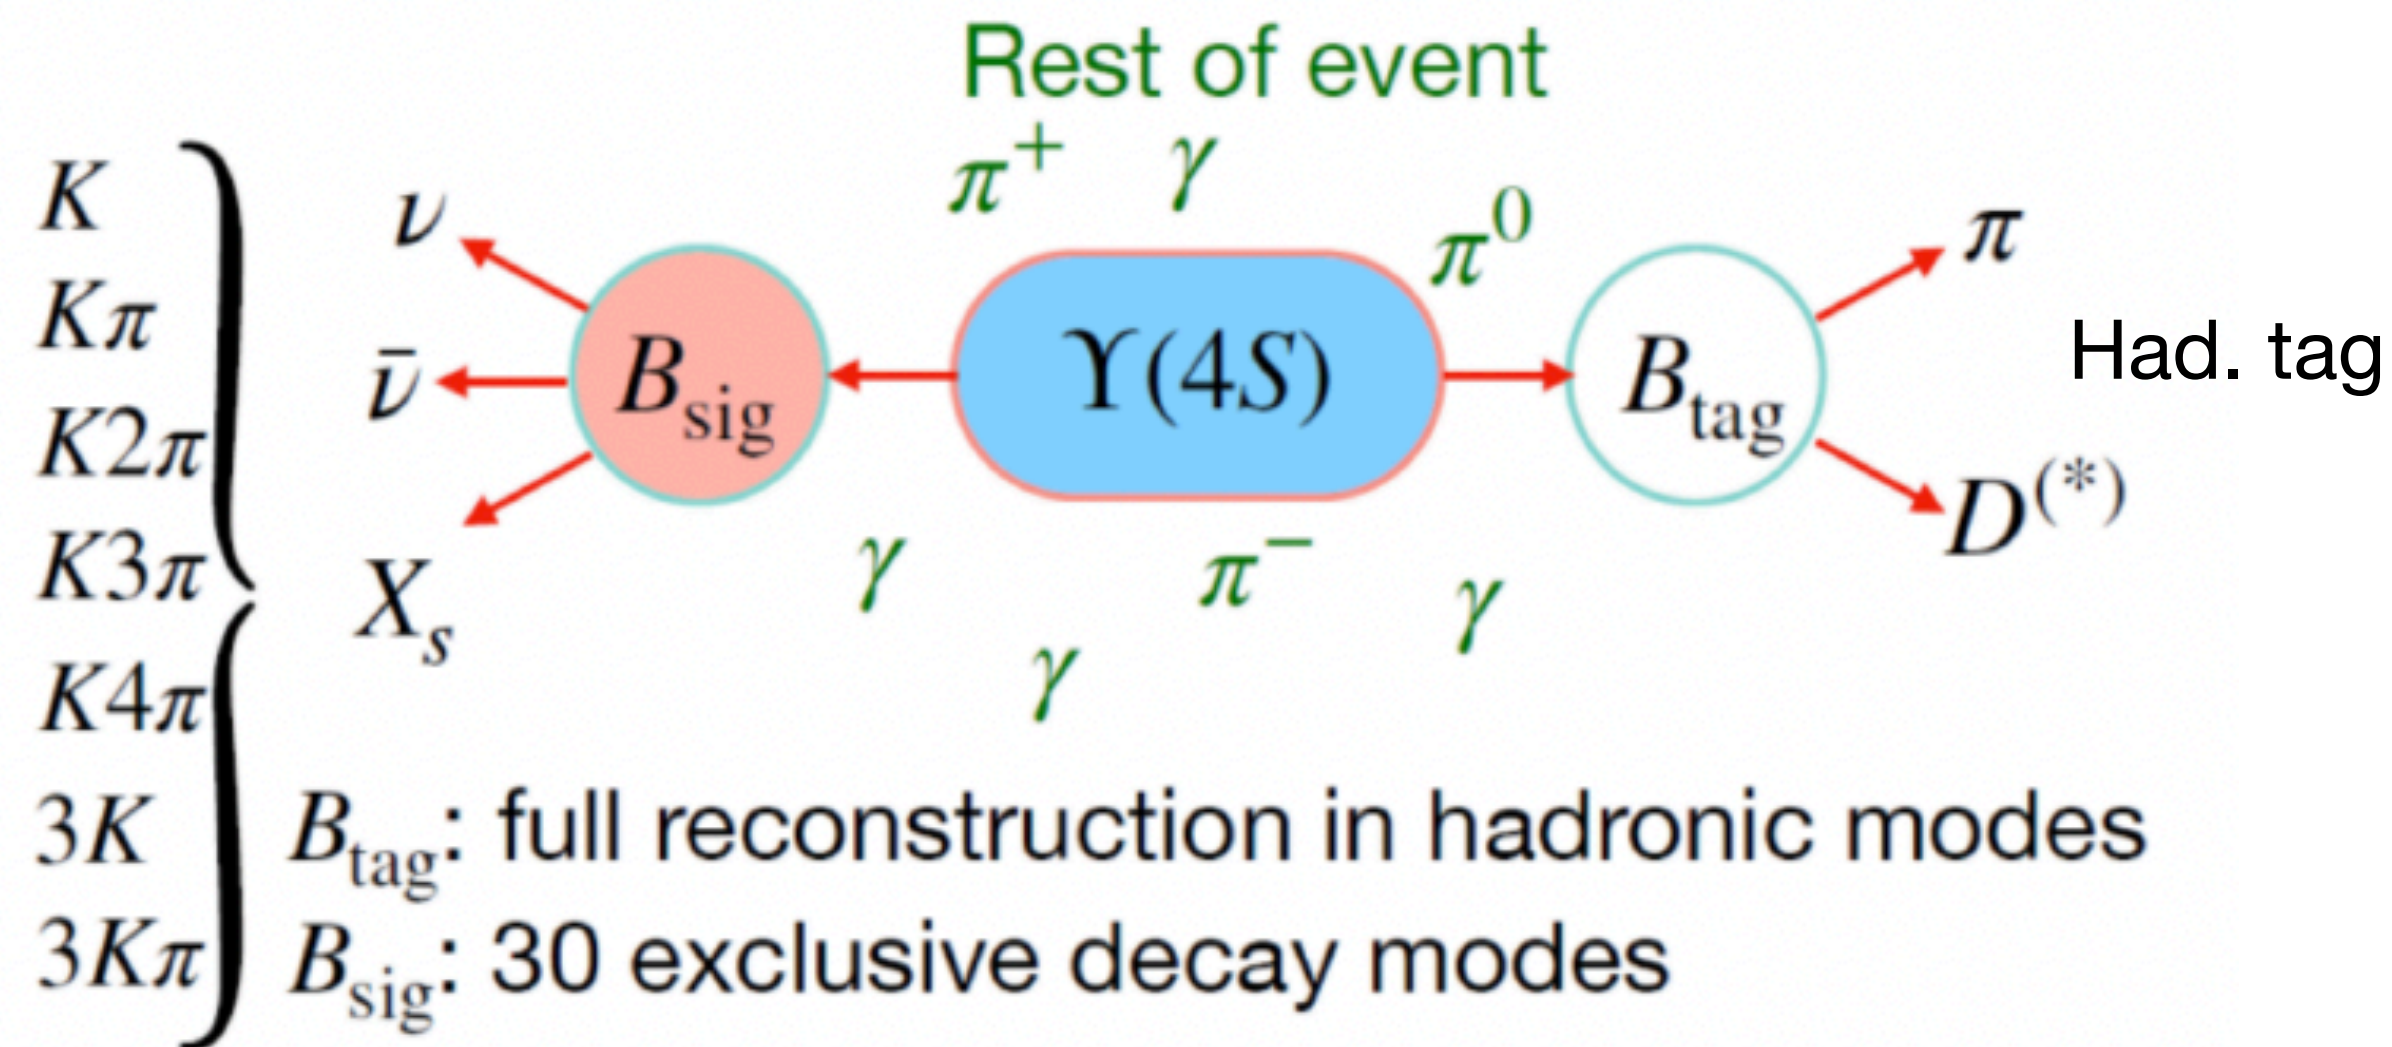 Rest of event
π⁺ γ
π⁰
K
Kπ
K2π
K3π
K4π
3K
3Kπ
ν
ν̄
X_s
B_sig
Υ(4S)
B_tag
π
Had. tag
D^(*)
γ π⁻ γ
γ
B_tag: full reconstruction in hadronic modes
B_sig: 30 exclusive decay modes